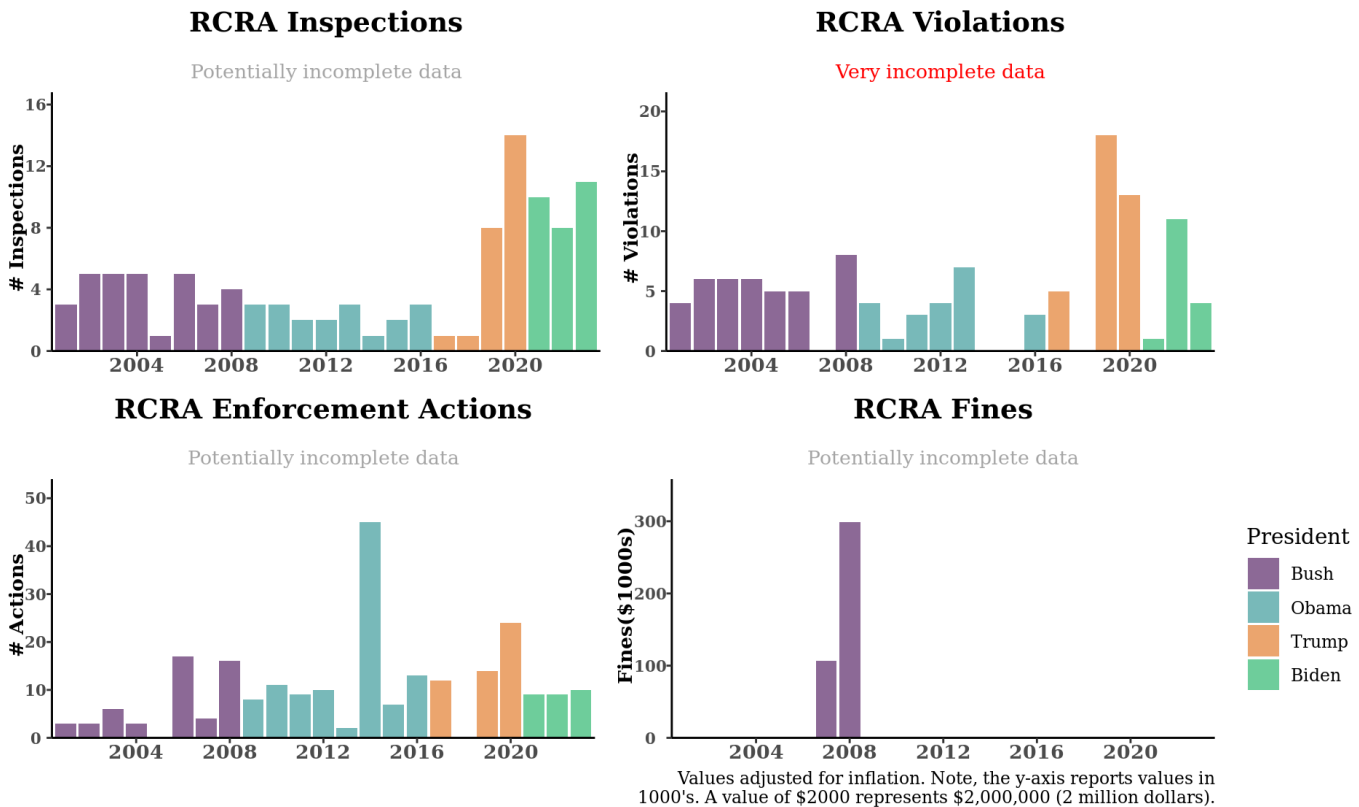 RCRA Inspections
Potentially incomplete data
# Inspections
16
12
8
4
0
2004
2008
2012
2016
2020
RCRA Violations
Very incomplete data
# Violations
20
15
10
5
0
2004
2008
2012
2016
2020
RCRA Enforcement Actions
Potentially incomplete data
# Actions
50
40
30
20
10
0
2004
2008
2012
2016
2020
RCRA Fines
Potentially incomplete data
Fines($1000s)
300
200
100
0
2004
2008
2012
2016
2020
President
Bush
Obama
Trump
Biden
Values adjusted for inflation. Note, the y-axis reports values in
1000's. A value of $2000 represents $2,000,000 (2 million dollars).